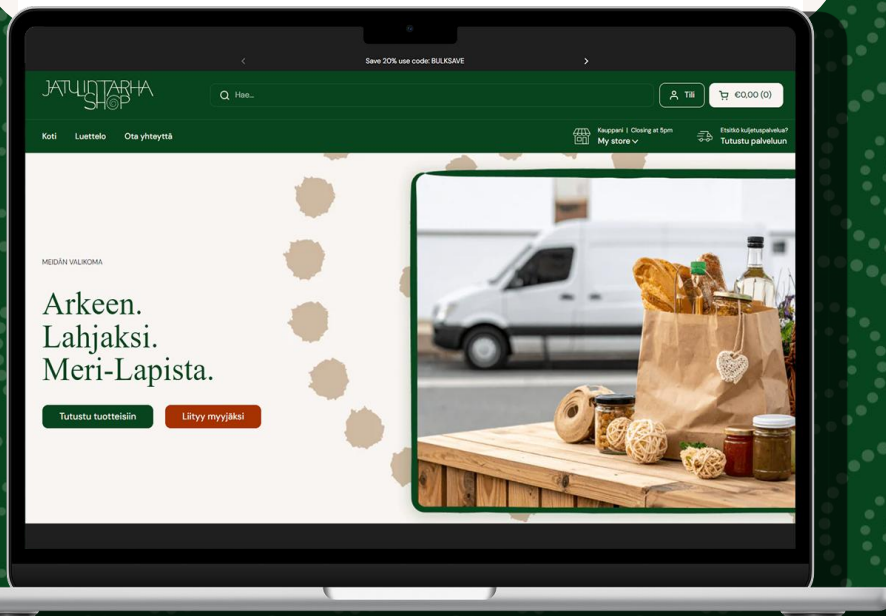 Save 20% use code: BULKSAVE
JATULINTARHA
SHOP
Hae...
Tili
€0,00 (0)
Koti Luettelo Ota yhteyttä
Kauppani | Closing at 5pm
My store
Etsitkö kuljetuspalvelua?
Tutustu palveluun
MEIDÄN VALIKOMA
Arkeen.
Lahjaksi.
Meri-Lapista.
Tutustu tuotteisiin
Liityy myyjäksi